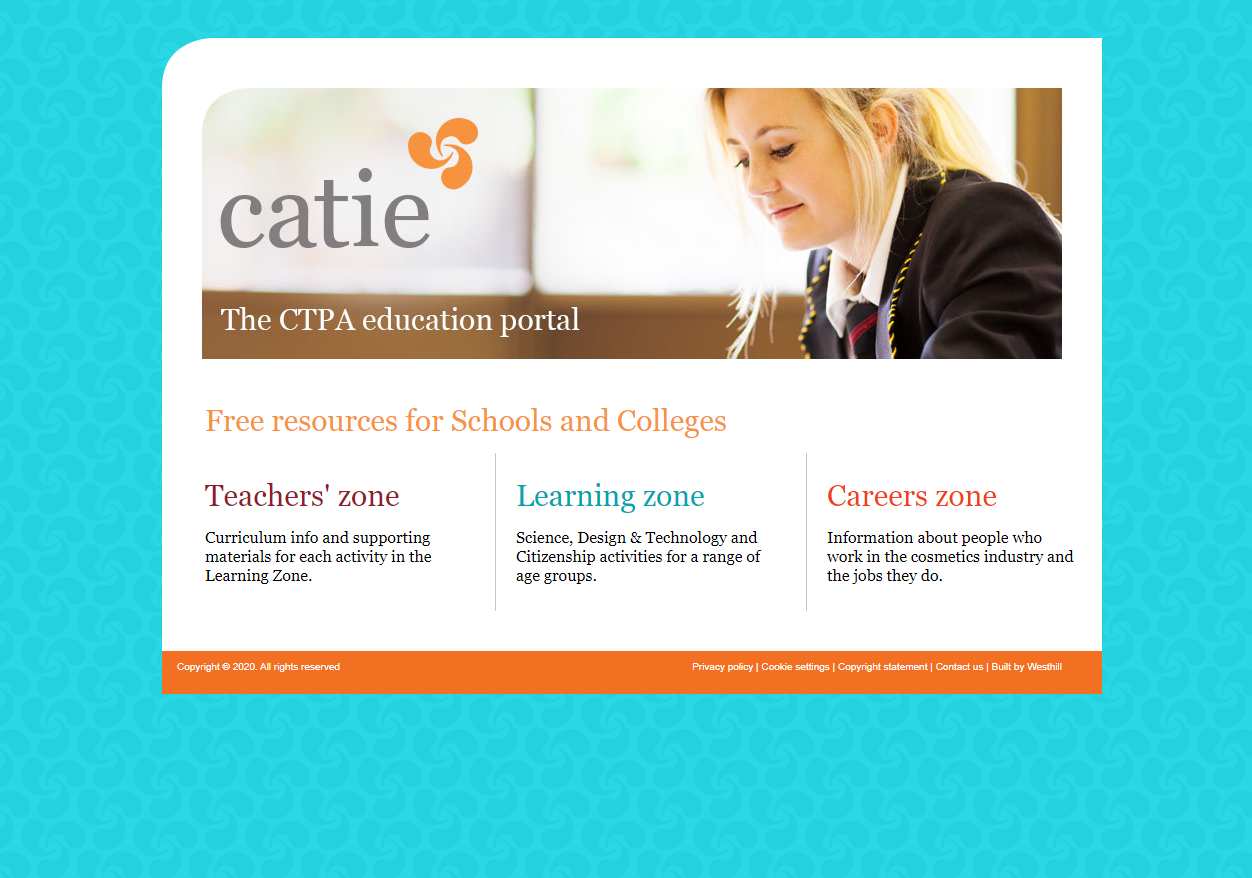 catie
The CTPA education portal
Free resources for Schools and Colleges
Teachers' zone
Curriculum info and supporting
materials for each activity in the
Learning Zone.
Learning zone
Science, Design & Technology and
Citizenship activities for a range of
age groups.
Careers zone
Information about people who
work in the cosmetics industry and
the jobs they do.
Copyright © 2020. All rights reserved
Privacy policy | Cookie settings | Copyright statement | Contact us | Built by Westhill